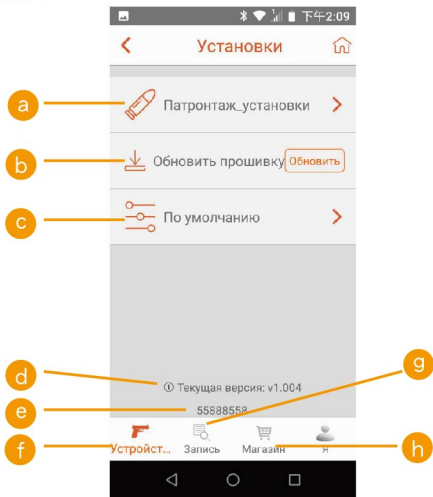 下午2:09
Установки
a
Патронтаж_установки
b
Обновить прошивку Обновить
c
По умолчанию
g
d
Текущая версия: v1.004
e
55888558
f
Устройст... Запись Магазин Я
h